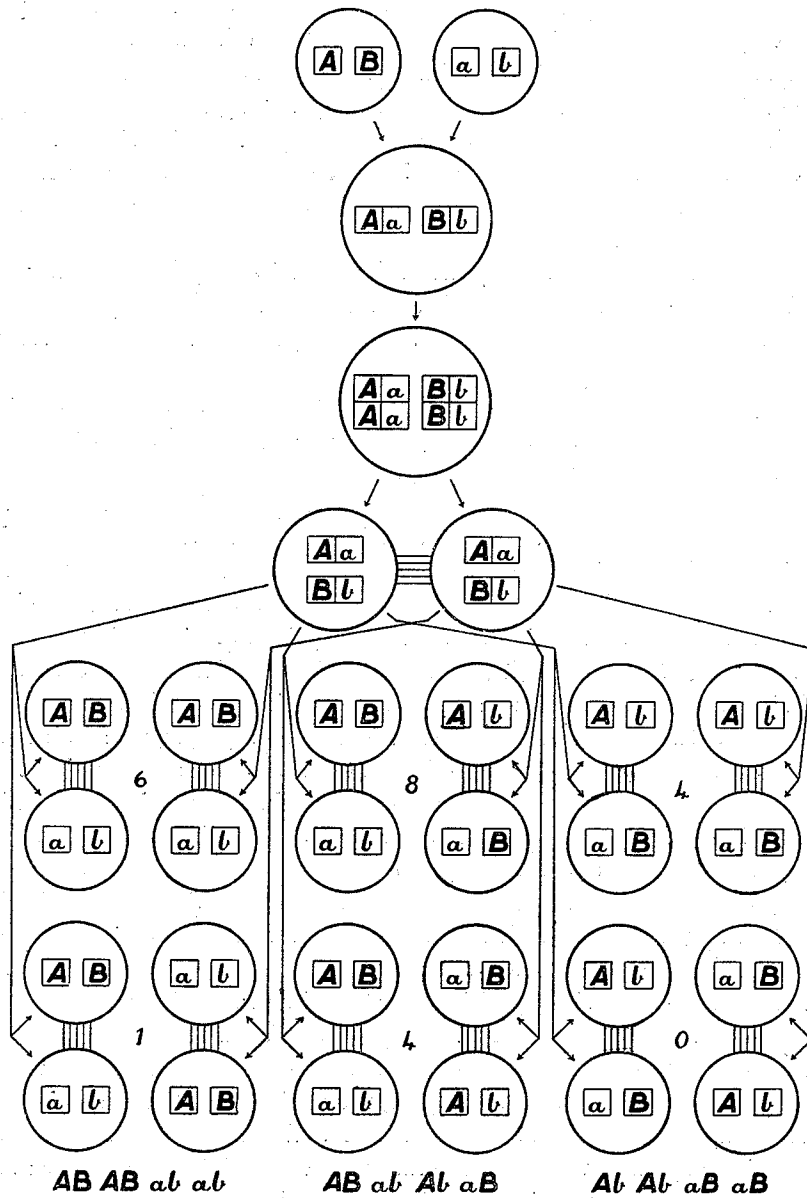 A B a b
Aa Bb
Aa Bb
Aa Bb
Aa Aa
Bb Bb
A B A B A B A b A b A b
6 8 4
a b a b a b a B a B a B
A B a b A B a B A b a B
1 4 0
a b A B a b A b a B A b
AB AB ab ab AB ab Ab aB Ab Ab aB aB